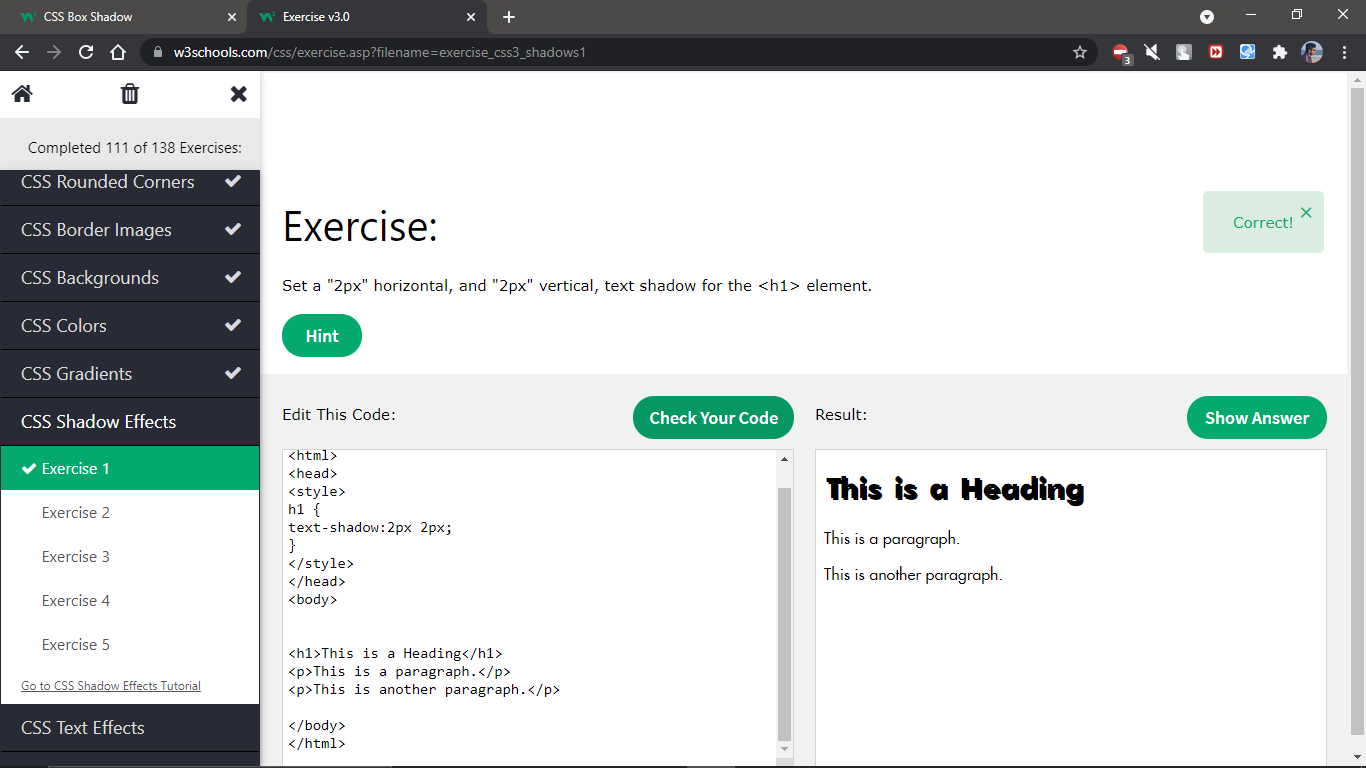 CSS Box Shadow
Exercise v3.0
w3schools.com/css/exercise.asp?filename=exercise_css3_shadows1
3
Completed 111 of 138 Exercises:
CSS Rounded Corners
CSS Border Images
CSS Backgrounds
CSS Colors
CSS Gradients
CSS Shadow Effects
Exercise 1
Exercise 2
Exercise 3
Exercise 4
Exercise 5
Go to CSS Shadow Effects Tutorial
CSS Text Effects
Exercise:
Correct!
Set a "2px" horizontal, and "2px" vertical, text shadow for the <h1> element.
Hint
Edit This Code:
Check Your Code
<html>
<head>
<style>
h1 {
text-shadow:2px 2px;
}
</style>
</head>
<body>
<h1>This is a Heading</h1>
<p>This is a paragraph.</p>
<p>This is another paragraph.</p>
</body>
</html>
Result:
Show Answer
This is a Heading
This is a paragraph.
This is another paragraph.